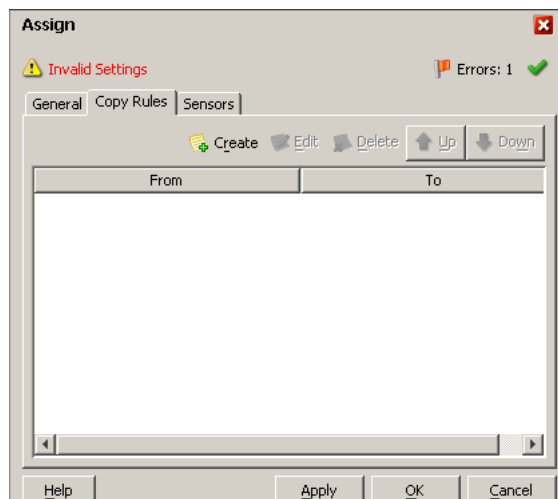 Assign
Invalid Settings Errors: 1
General Copy Rules Sensors
Create Edit Delete Up Down
From To
Help Apply OK Cancel